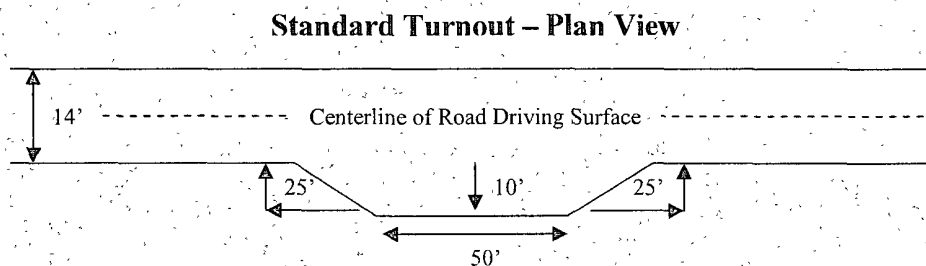 Standard Turnout – Plan View
14'
Centerline of Road Driving Surface
25'
10'
25'
50'